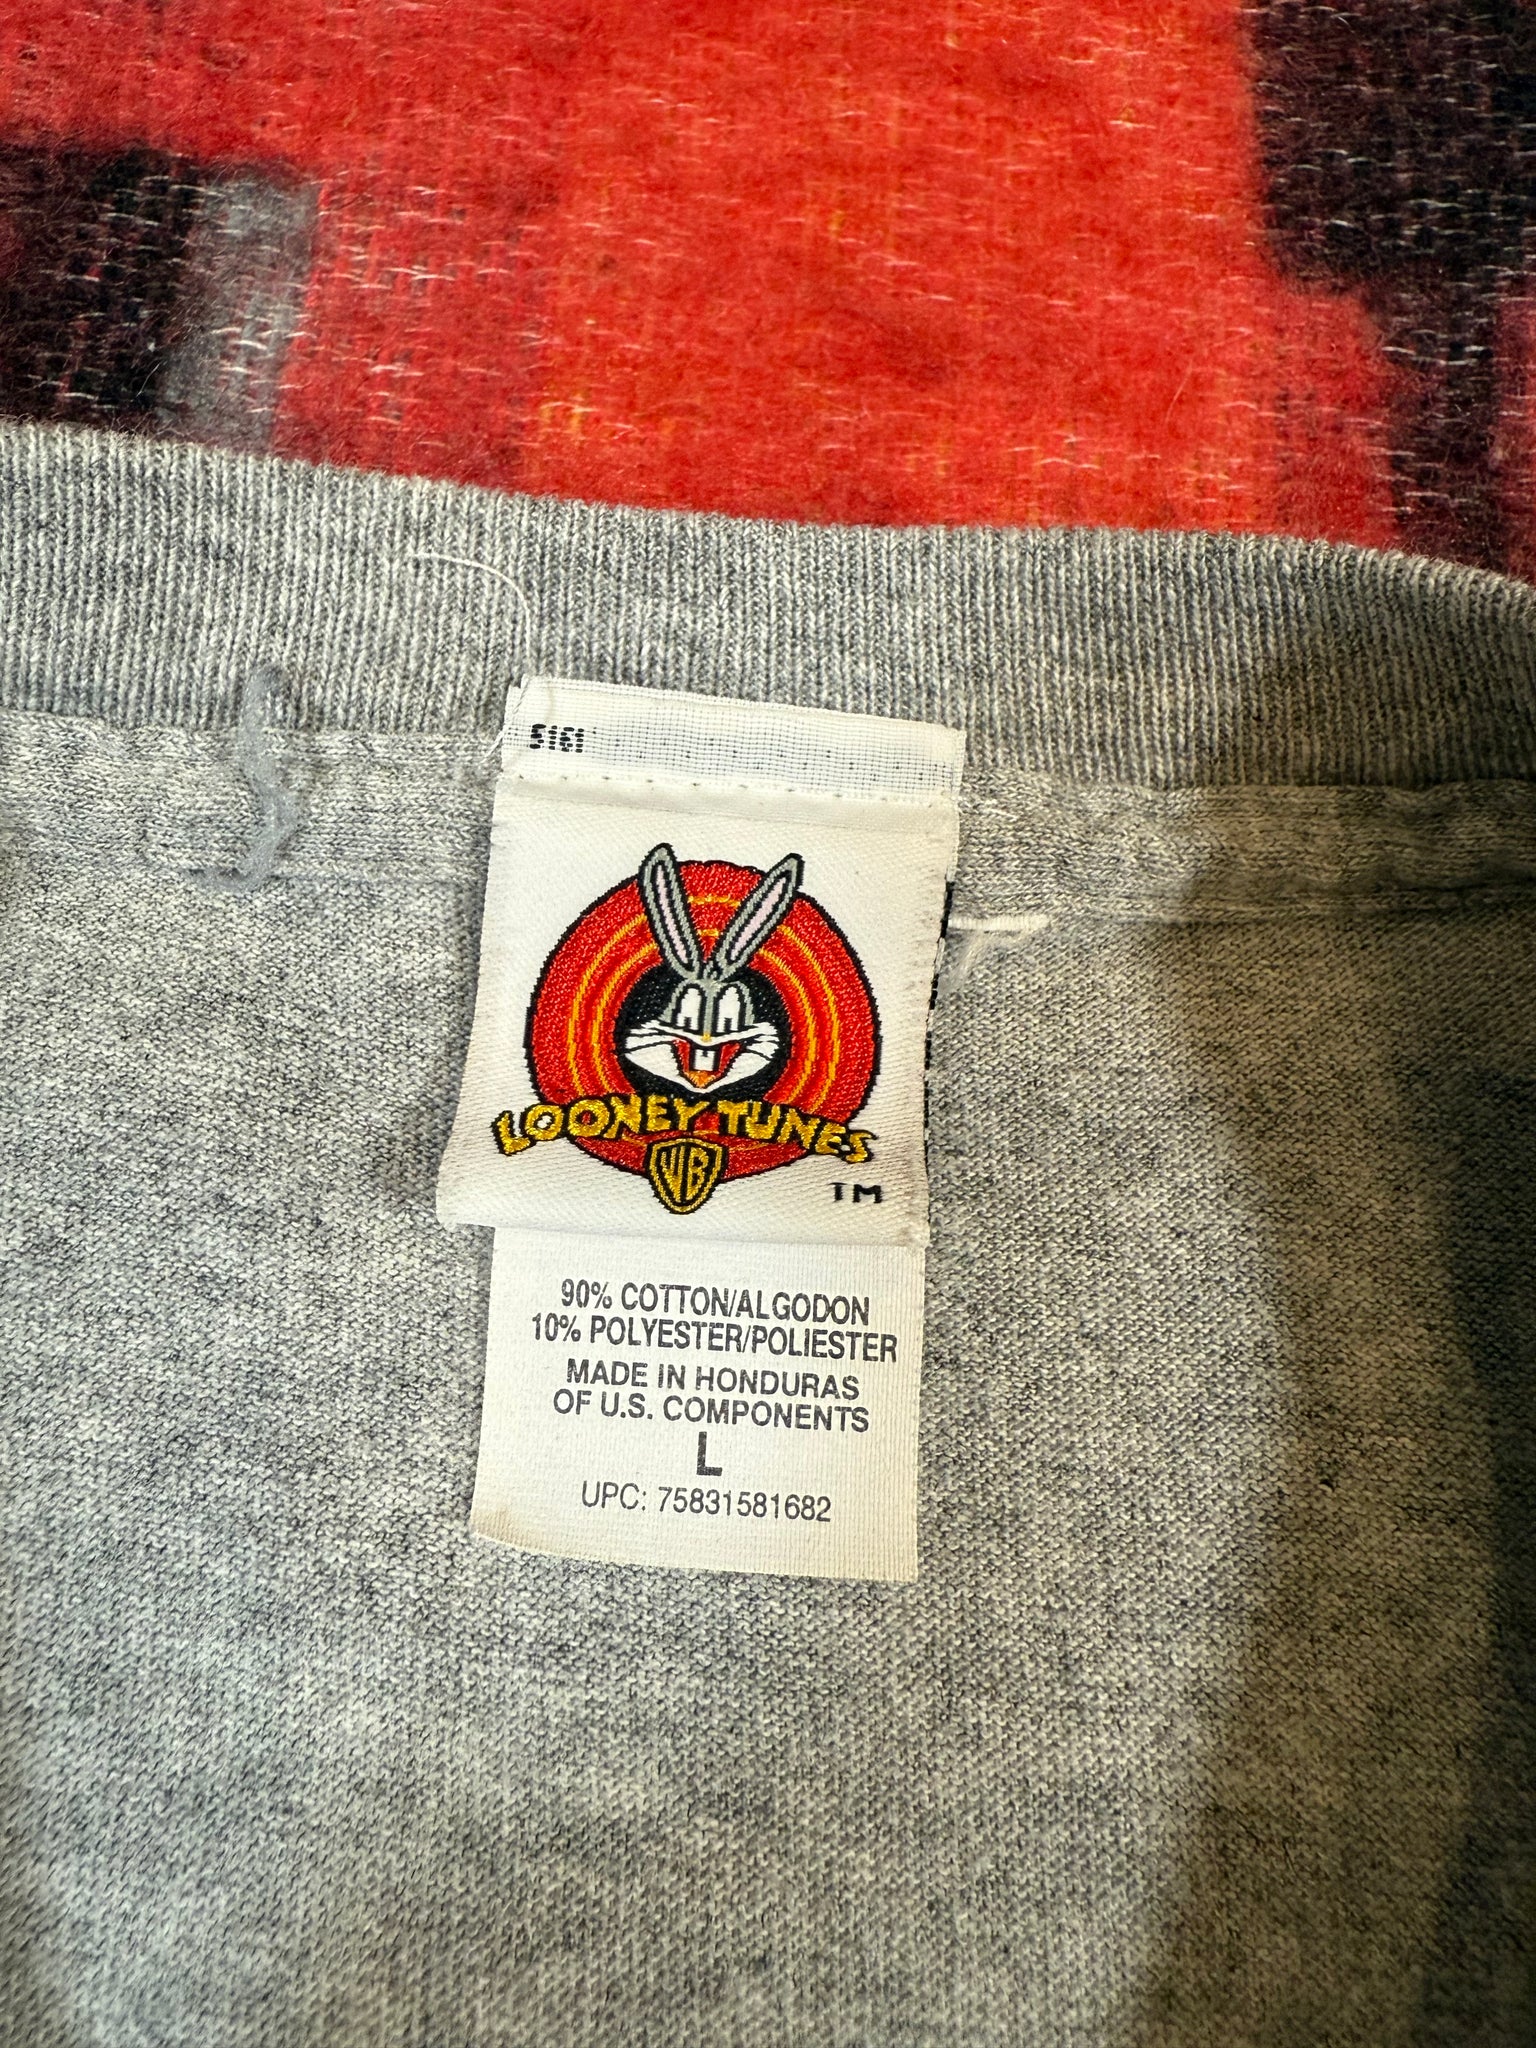 5161
LOONEY TUNES
WB
TM
90% COTTON/ALGODON
10% POLYESTER/POLIESTER
MADE IN HONDURAS
OF U.S. COMPONENTS
L
UPC: 75831581682